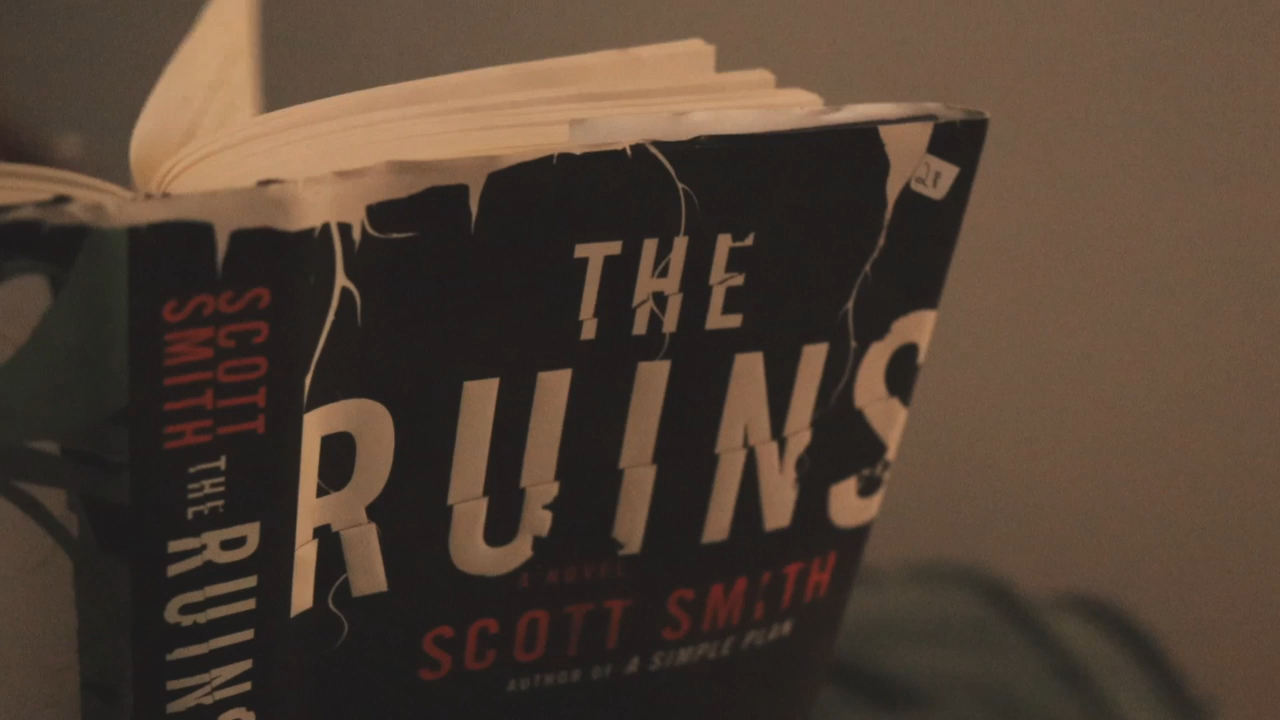 SCOTT
SMITH
THE RUINS
THE
RUINS
A NOVEL
SCOTT SMITH
AUTHOR OF A SIMPLE PLAN